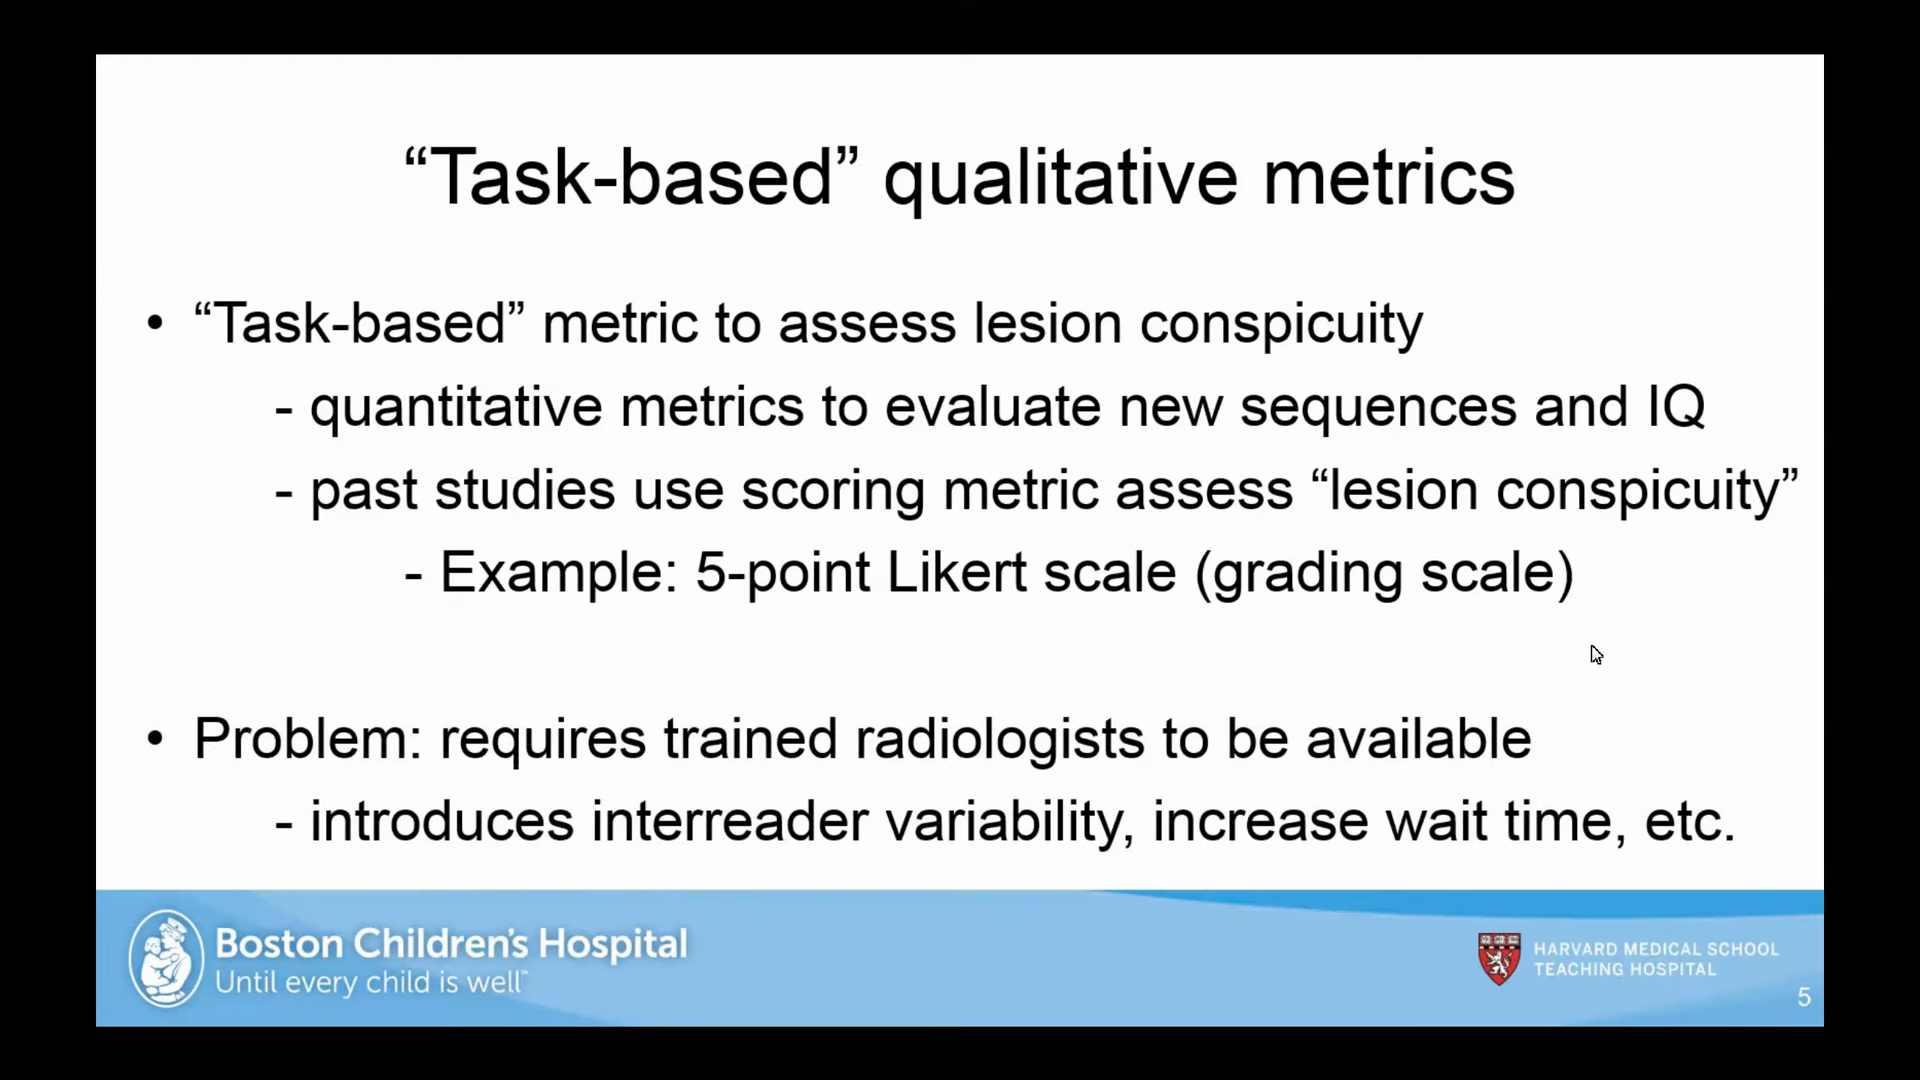 “Task-based” qualitative metrics
• “Task-based” metric to assess lesion conspicuity
- quantitative metrics to evaluate new sequences and IQ
- past studies use scoring metric assess “lesion conspicuity”
- Example: 5-point Likert scale (grading scale)
• Problem: requires trained radiologists to be available
- introduces interreader variability, increase wait time, etc.
Boston Children's Hospital
Until every child is well™
HARVARD MEDICAL SCHOOL
TEACHING HOSPITAL
5